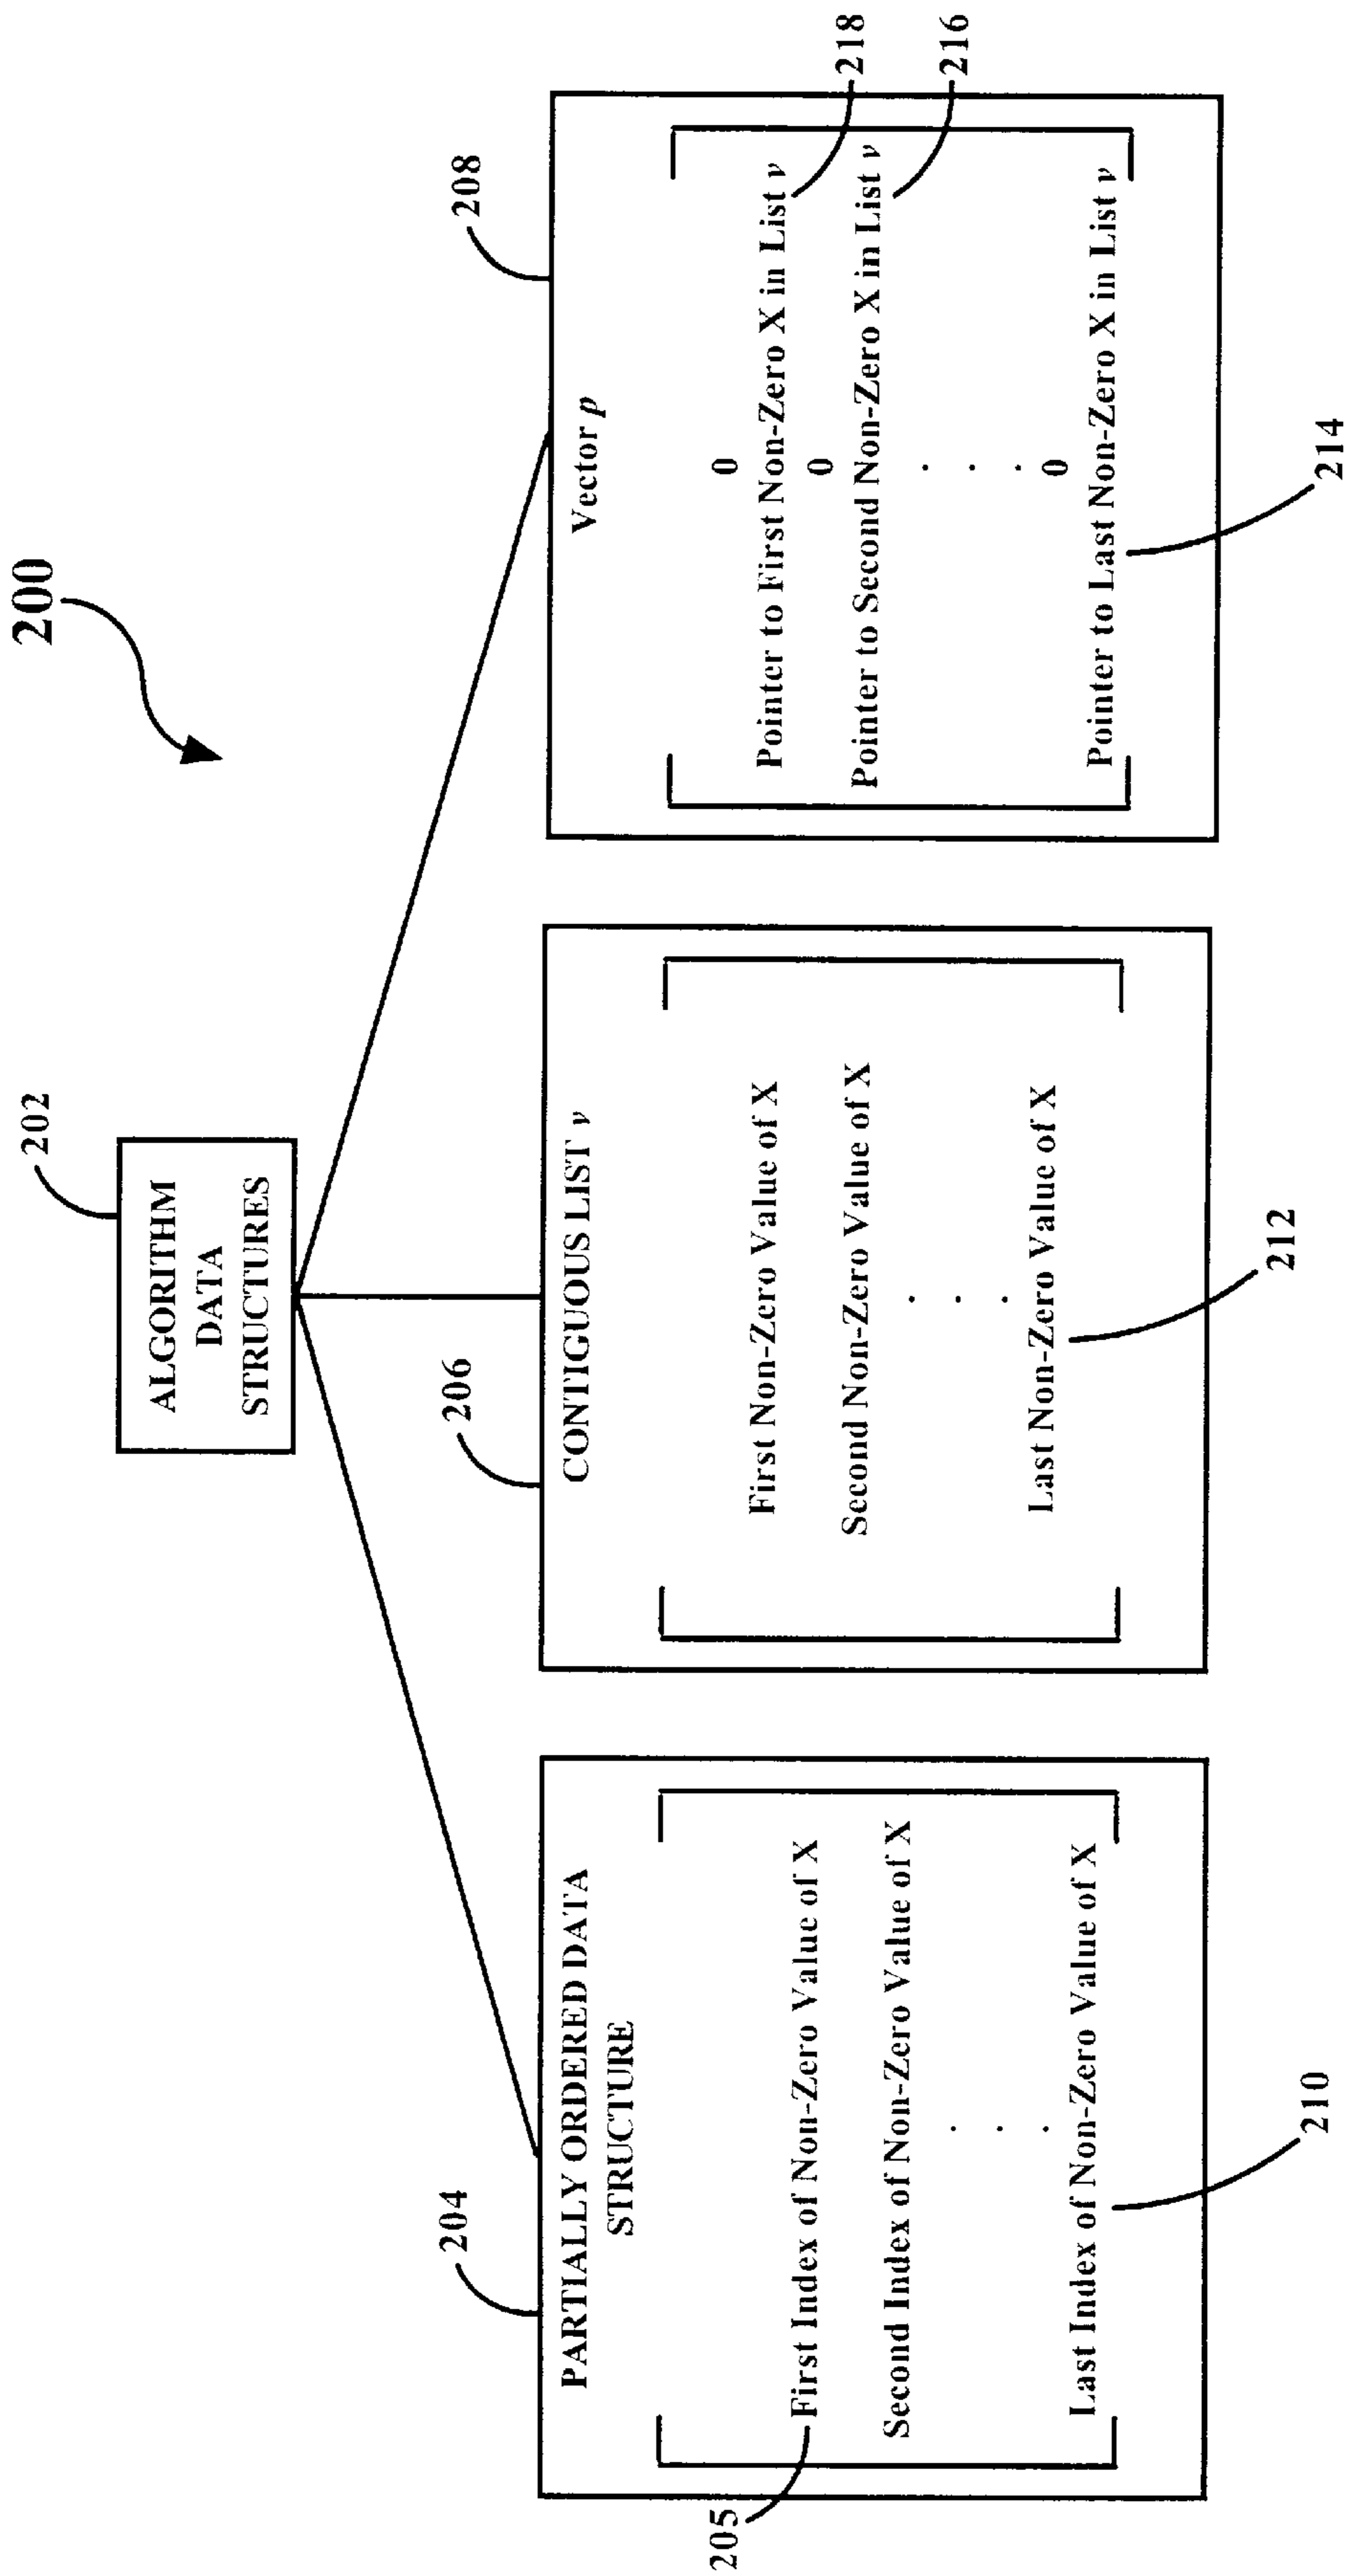 200
202
ALGORITHM
DATA
STRUCTURES
204
PARTIALLY ORDERED DATA
STRUCTURE
205
First Index of Non-Zero Value of X
Second Index of Non-Zero Value of X
.
.
.
Last Index of Non-Zero Value of X
210
206
CONTIGUOUS LIST v
First Non-Zero Value of X
Second Non-Zero Value of X
.
.
.
Last Non-Zero Value of X
212
208
Vector p
0
Pointer to First Non-Zero X in List v
218
0
Pointer to Second Non-Zero X in List v
216
.
.
.
0
Pointer to Last Non-Zero X in List v
214